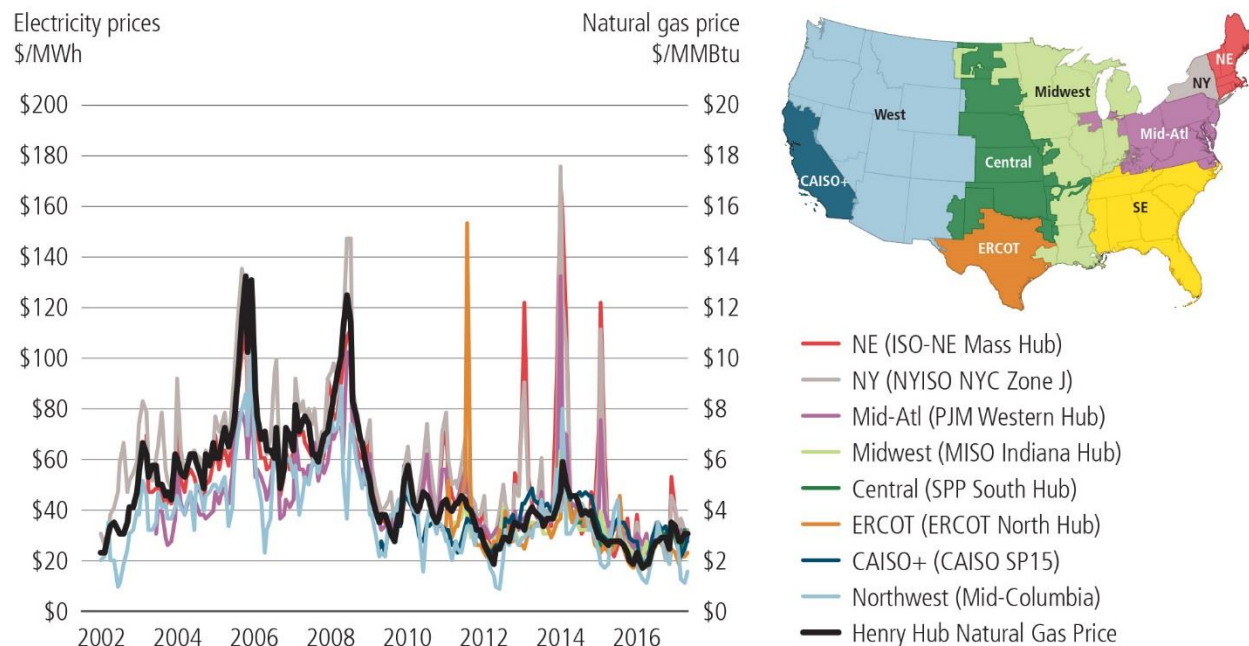 Electricity prices
$/MWh
Natural gas price
$/MMBtu
$200
$180
$160
$140
$120
$100
$80
$60
$40
$20
$0
$20
$18
$16
$14
$12
$10
$8
$6
$4
$2
$0
2002
2004
2006
2008
2010
2012
2014
2016
NE
NY
Midwest
West
Mid-Atl
Central
CAISO+
SE
ERCOT
NE (ISO-NE Mass Hub)
NY (NYISO NYC Zone J)
Mid-Atl (PJM Western Hub)
Midwest (MISO Indiana Hub)
Central (SPP South Hub)
ERCOT (ERCOT North Hub)
CAISO+ (CAISO SP15)
Northwest (Mid-Columbia)
Henry Hub Natural Gas Price